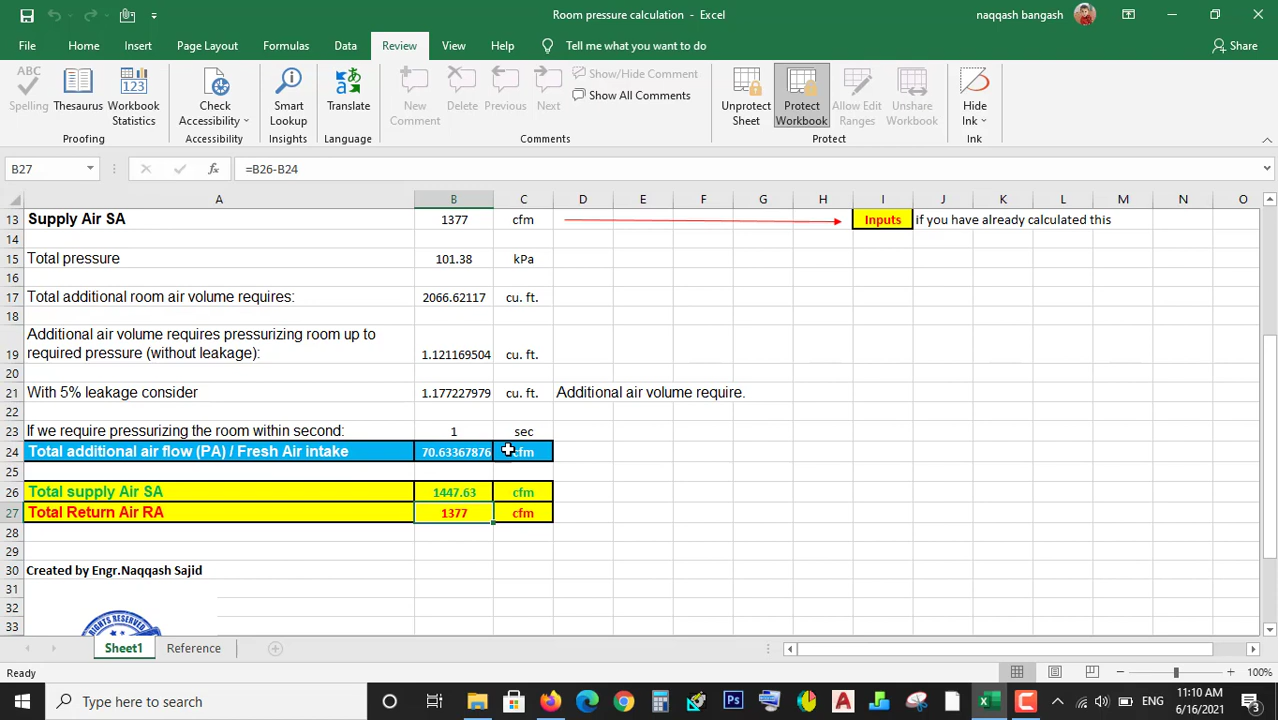 Room pressure calculation - Excel
naqqash bangash
File Home Insert Page Layout Formulas Data Review View Help Tell me what you want to do Share
ABC
Spelling
Thesaurus
ABC
123
Workbook Statistics
Proofing
Check Accessibility
Accessibility
Smart Lookup
Insights
Translate
Language
New Comment
Delete
Previous
Next
Show/Hide Comment
Show All Comments
Comments
Unprotect Sheet
Protect Workbook
Allow Edit Ranges
Unshare Workbook
Protect
Hide Ink
Ink
B27 fx =B26-B24
A B C D E F G H I J K L M N O
13 Supply Air SA 1377 cfm Inputs if you have already calculated this
14
15 Total pressure 101.38 kPa
16
17 Total additional room air volume requires: 2066.62117 cu. ft.
18
Additional air volume requires pressurizing room up to
19 required pressure (without leakage): 1.121169504 cu. ft.
20
21 With 5% leakage consider 1.177227979 cu. ft. Additional air volume require.
22
23 If we require pressurizing the room within second: 1 sec
24 Total additional air flow (PA) / Fresh Air intake 70.63367876 cfm
25
26 Total supply Air SA 1447.63 cfm
27 Total Return Air RA 1377 cfm
28
29
30 Created by Engr.Naqqash Sajid
31
32
33
RIGHTS RESERVED
Sheet1 Reference
Ready 100%
Type here to search
Ps
A
ENG
11:10 AM
6/16/2021
3